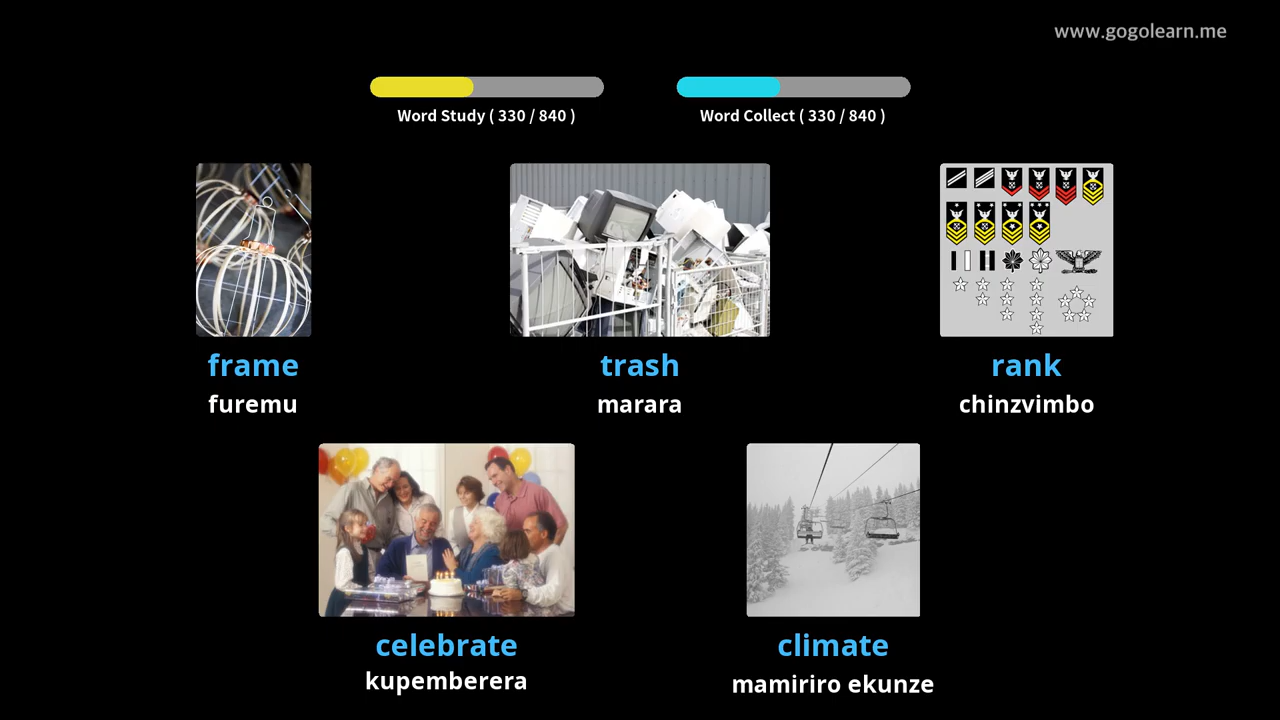 www.gogolearn.me
Word Study ( 330 / 840 )
Word Collect ( 330 / 840 )
frame
furemu
trash
marara
rank
chinzvimbo
celebrate
kupemberera
climate
mamiriro ekunze